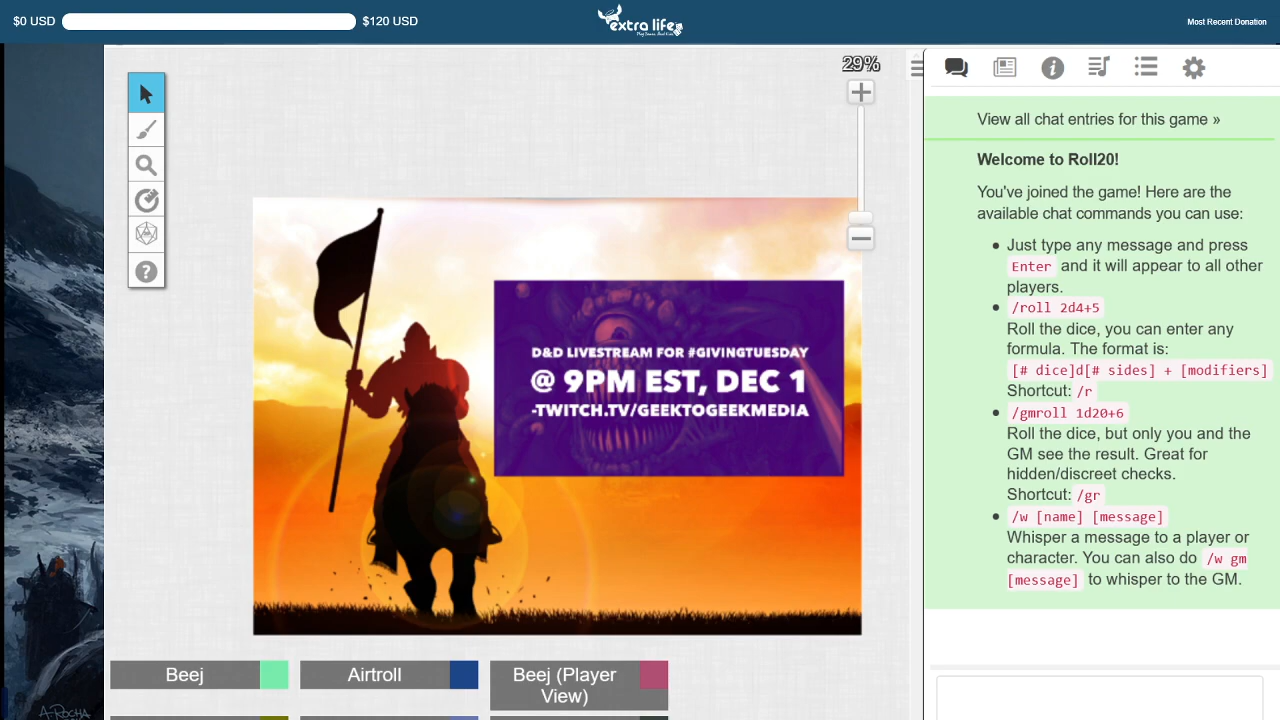 $0 USD
$120 USD
extra life
Play Games. Heal Kids.
Most Recent Donation
29%
D&D LIVESTREAM FOR #GIVINGTUESDAY
@ 9PM EST, DEC 1
-TWITCH.TV/GEEKTOGEEKMEDIA
Beej
Airtroll
Beej (Player
View)
A-ROCHA
View all chat entries for this game »
Welcome to Roll20!
You've joined the game! Here are the
available chat commands you can use:
Just type any message and press
Enter and it will appear to all other
players.
/roll 2d4+5
Roll the dice, you can enter any
formula. The format is:
[# dice]d[# sides] + [modifiers]
Shortcut: /r
/gmroll 1d20+6
Roll the dice, but only you and the
GM see the result. Great for
hidden/discreet checks.
Shortcut: /gr
/w [name] [message]
Whisper a message to a player or
character. You can also do /w gm
[message] to whisper to the GM.